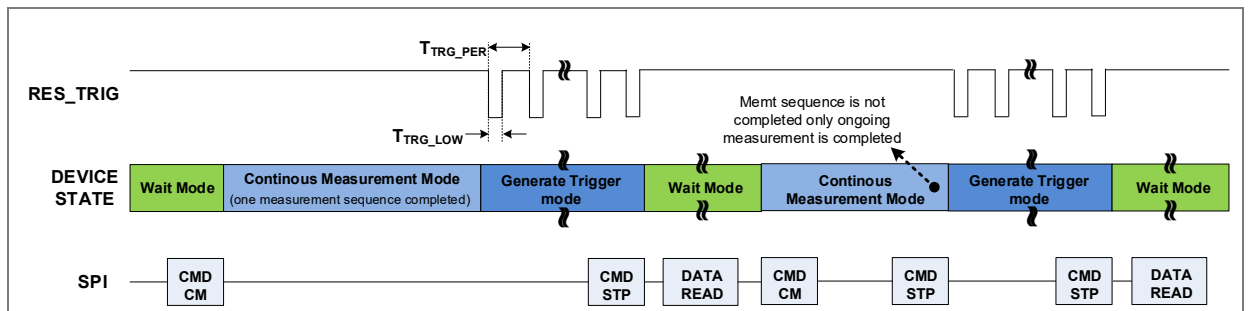 T_TRG_PER
RES_TRIG
T_TRG_LOW
Memt sequence is not
completed only ongoing
measurement is completed
DEVICE
STATE
Wait Mode
Continous Measurement Mode
(one measurement sequence completed)
Generate Trigger
mode
Wait Mode
Continous
Measurement Mode
Generate Trigger
mode
Wait Mode
SPI
CMD
CM
CMD
STP
DATA
READ
CMD
CM
CMD
STP
CMD
STP
DATA
READ